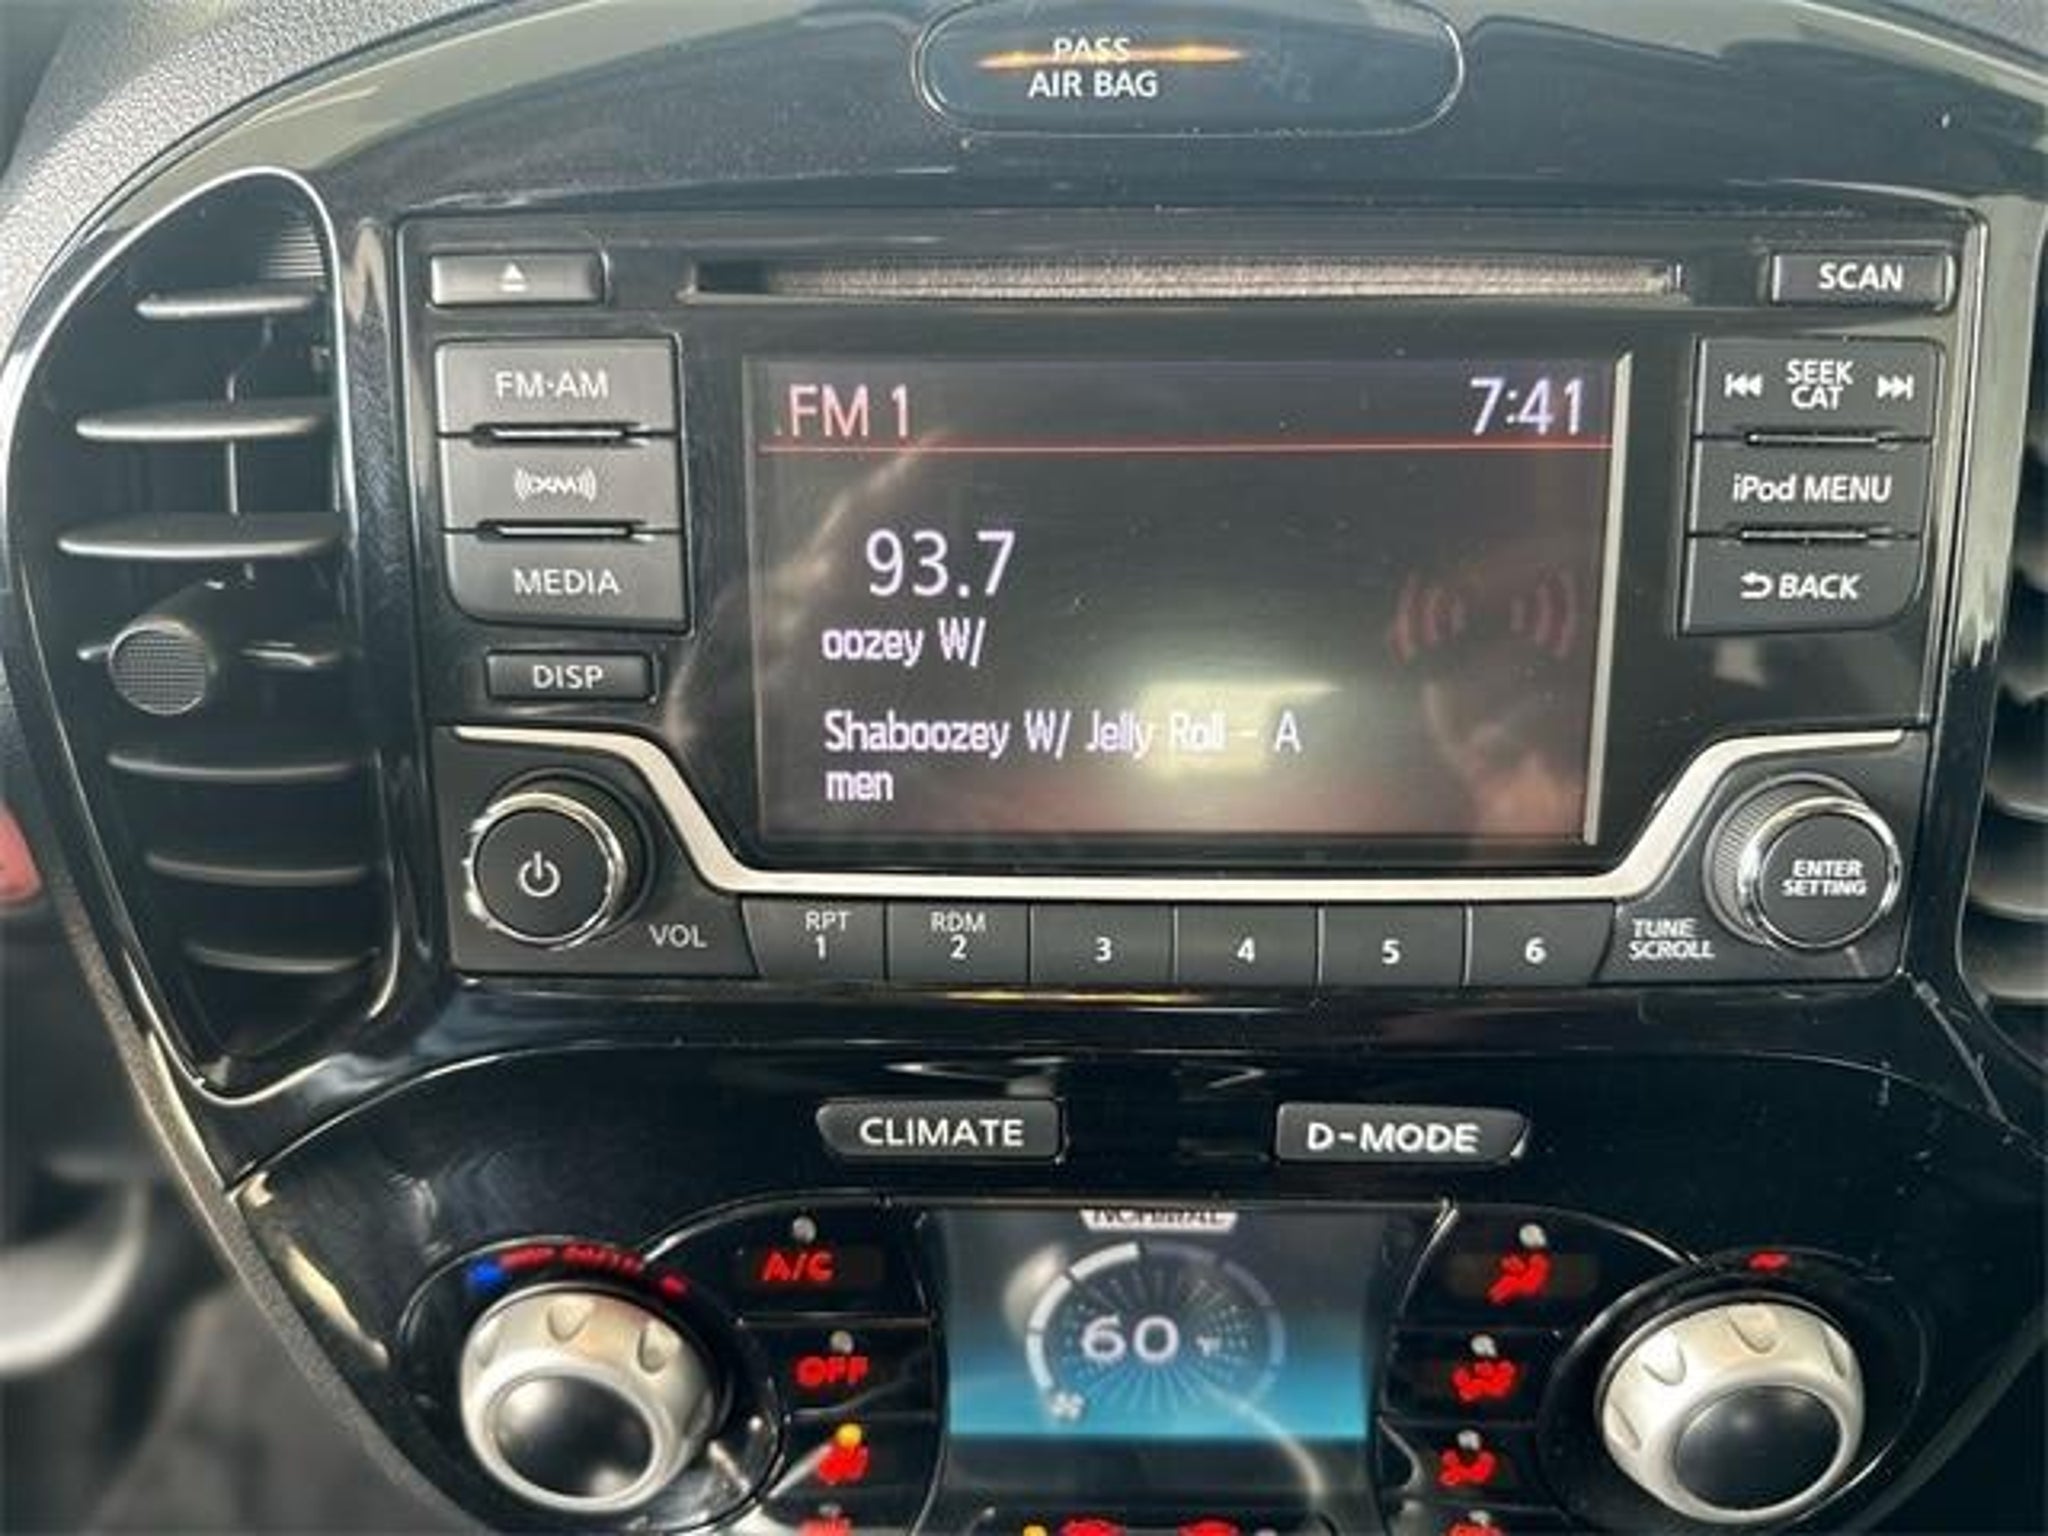 PASS
AIR BAG
SCAN
FM·AM
XM
MEDIA
DISP
FM 1 7:41
93.7
oozey W/
Shaboozey W/ Jelly Roll - A
men
SEEK
CAT
iPod MENU
BACK
VOL
RPT
1
RDM
2
3
4
5
6
TUNE
SCROLL
ENTER
SETTING
CLIMATE
D-MODE
NORMAL
A/C
OFF
60